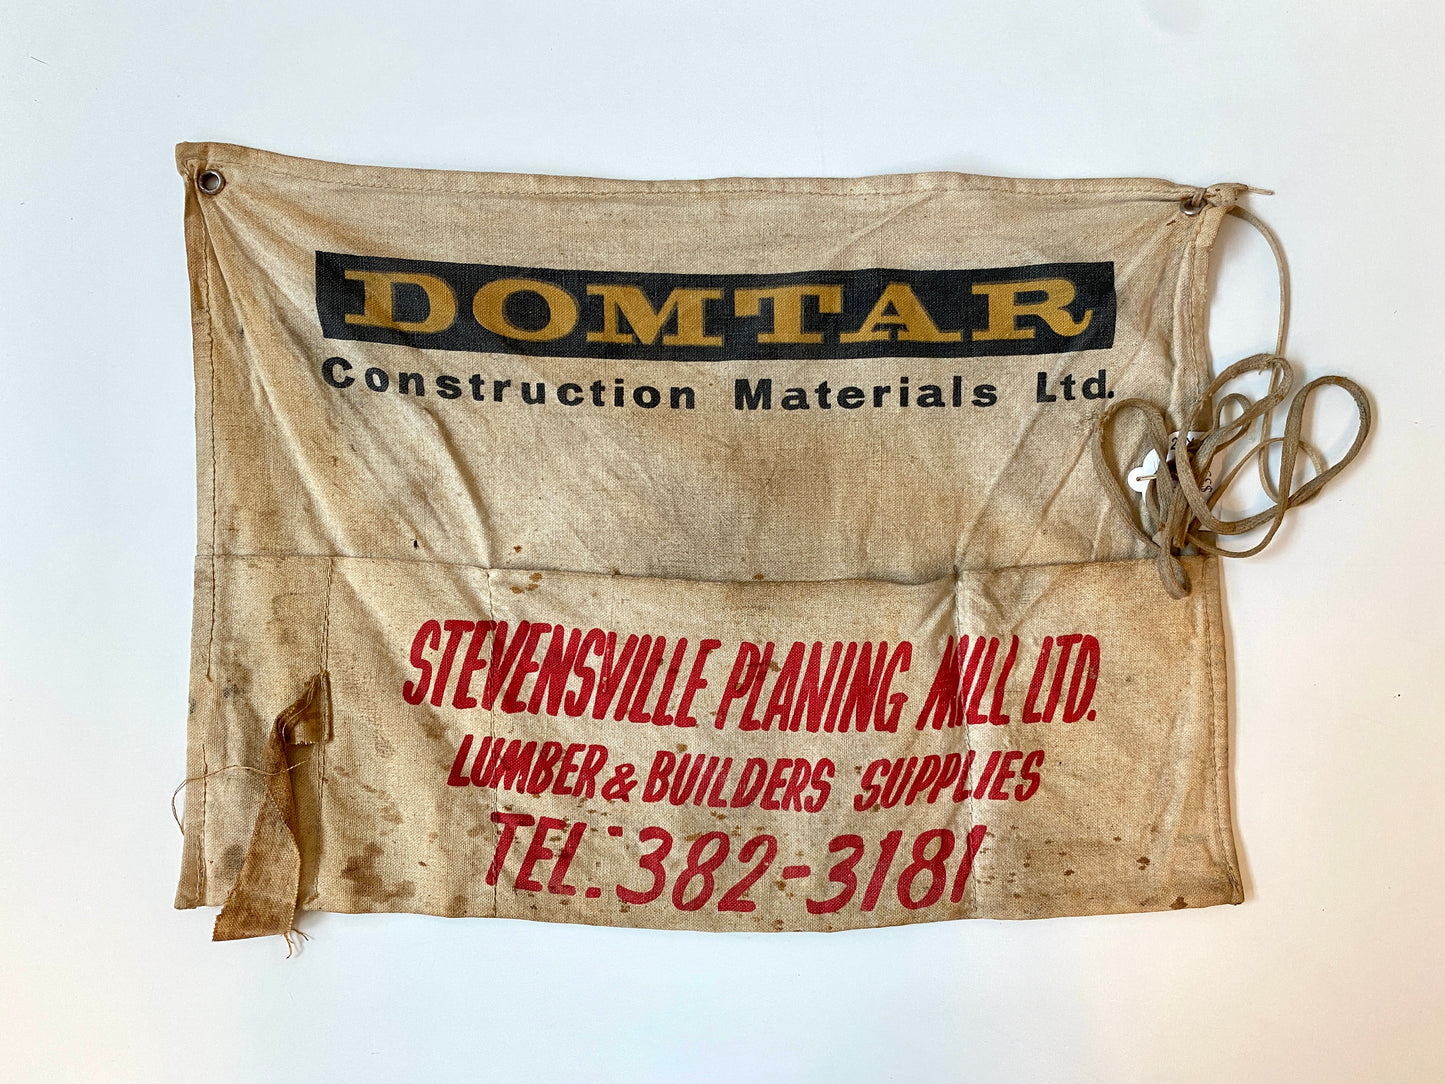 DOMTAR
Construction Materials Ltd.
STEVENSVILLE PLANING MILL LTD.
LUMBER & BUILDERS SUPPLIES
TEL: 382-3181